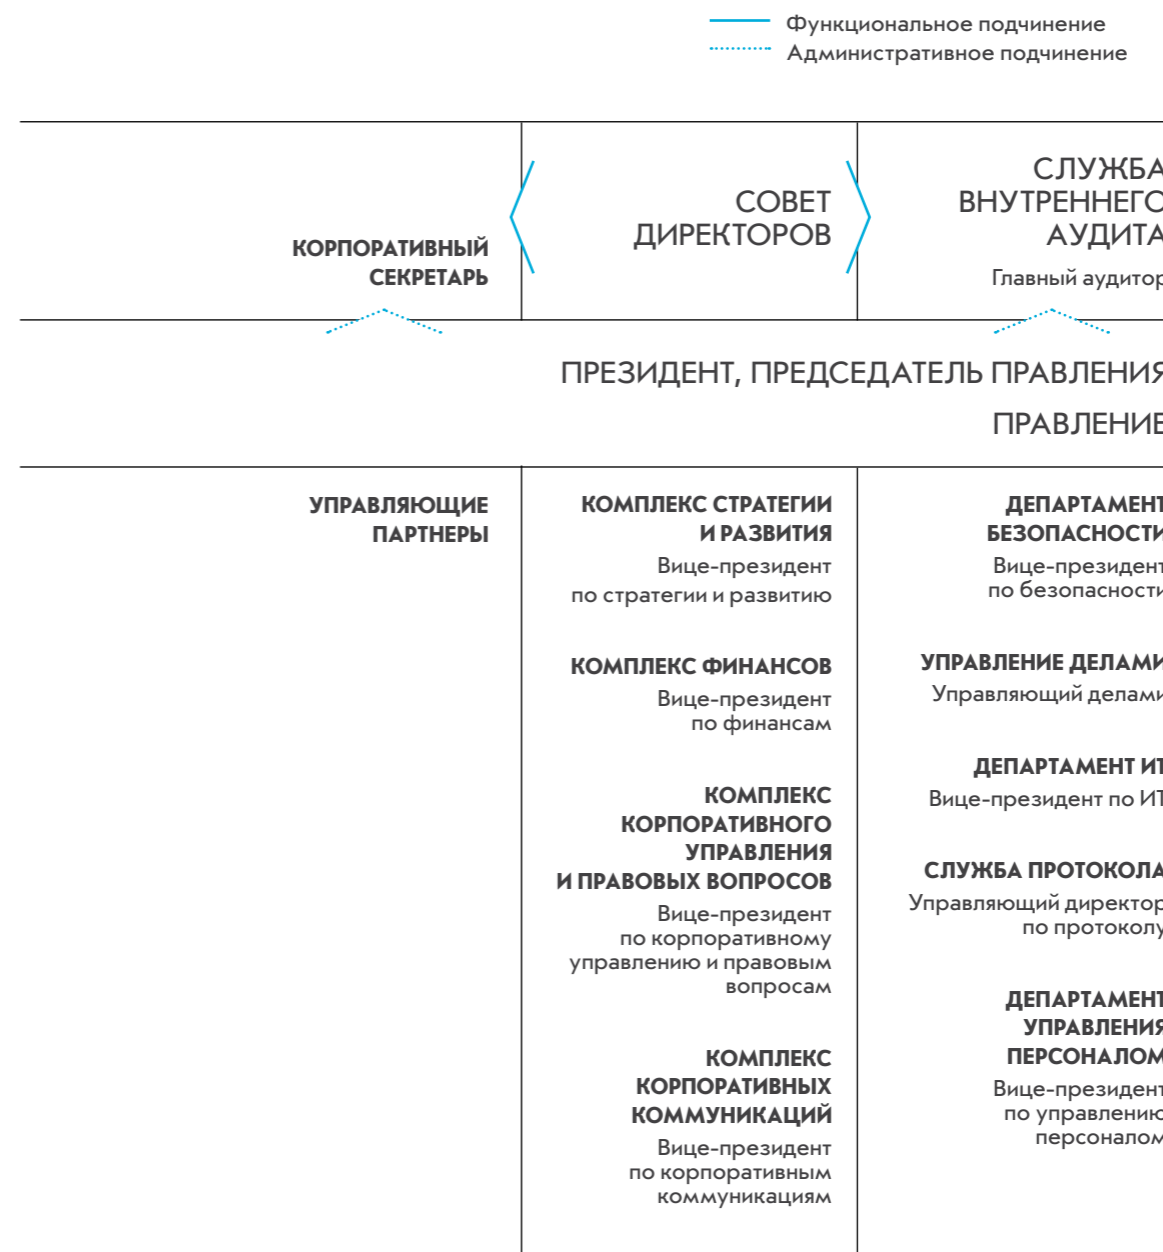 Функциональное подчинение
Административное подчинение
КОРПОРАТИВНЫЙ
СЕКРЕТАРЬ
СОВЕТ
ДИРЕКТОРОВ
СЛУЖБА
ВНУТРЕННЕГО
АУДИТА
Главный аудитор
ПРЕЗИДЕНТ, ПРЕДСЕДАТЕЛЬ ПРАВЛЕНИЯ
ПРАВЛЕНИЕ
УПРАВЛЯЮЩИЕ
ПАРТНЕРЫ
КОМПЛЕКС СТРАТЕГИИ
И РАЗВИТИЯ
Вице-президент
по стратегии и развитию
КОМПЛЕКС ФИНАНСОВ
Вице-президент
по финансам
КОМПЛЕКС
КОРПОРАТИВНОГО
УПРАВЛЕНИЯ
И ПРАВОВЫХ ВОПРОСОВ
Вице-президент
по корпоративному
управлению и правовым
вопросам
КОМПЛЕКС
КОРПОРАТИВНЫХ
КОММУНИКАЦИЙ
Вице-президент
по корпоративным
коммуникациям
ДЕПАРТАМЕНТ
БЕЗОПАСНОСТИ
Вице-президент
по безопасности
УПРАВЛЕНИЕ ДЕЛАМИ
Управляющий делами
ДЕПАРТАМЕНТ ИТ
Вице-президент по ИТ
СЛУЖБА ПРОТОКОЛА
Управляющий директор
по протоколу
ДЕПАРТАМЕНТ
УПРАВЛЕНИЯ
ПЕРСОНАЛОМ
Вице-президент
по управлению
персоналом